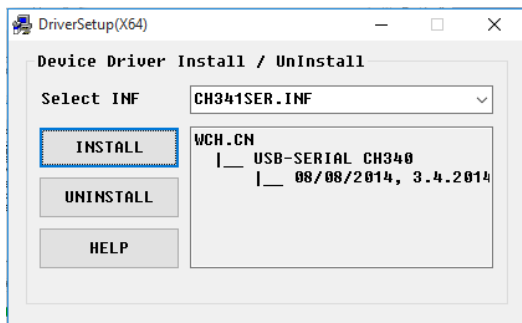 DriverSetup(X64)
Device Driver Install / UnInstall
Select INF
CH341SER.INF
INSTALL
UNINSTALL
HELP
WCH.CN
|__ USB-SERIAL CH340
|__ 08/08/2014, 3.4.2014